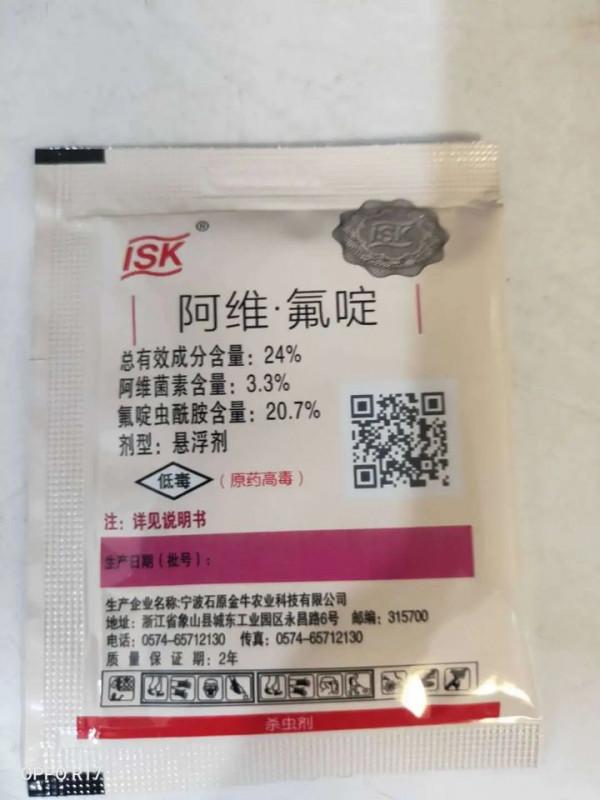 ISK®
ISK
阿维·氟啶
总有效成分含量：24%
阿维菌素含量：3.3%
氟啶虫酰胺含量：20.7%
剂型：悬浮剂
低毒（原药高毒）
注：详见说明书
生产日期（批号）：
生产企业名称:宁波石原金牛农业科技有限公司
地址：浙江省象山县城东工业园区永昌路6号 邮编：315700
电话：0574-65712130 传真：0574-65712130
质量保证期：2年
杀虫剂